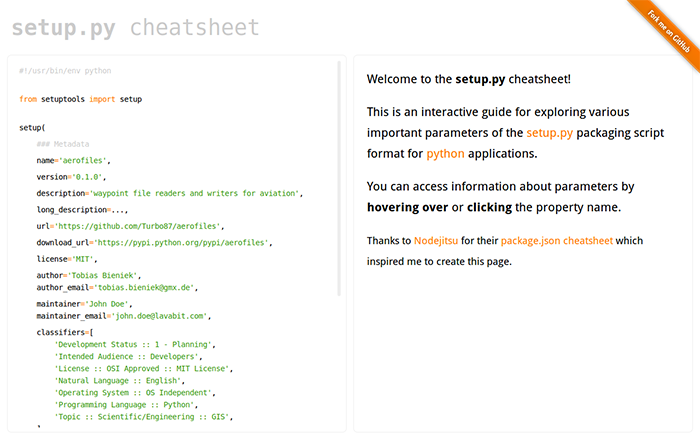 setup.py cheatsheet
Fork me on GitHub
#!/usr/bin/env python
from setuptools import setup
setup(
### Metadata
name='aerofiles',
version='0.1.0',
description='waypoint file readers and writers for aviation',
long_description=...,
url='https://github.com/Turbo87/aerofiles',
download_url='https://pypi.python.org/pypi/aerofiles',
license='MIT',
author='Tobias Bieniek',
author_email='tobias.bieniek@gmx.de',
maintainer='John Doe',
maintainer_email='john.doe@lavabit.com',
classifiers=[
'Development Status :: 1 - Planning',
'Intended Audience :: Developers',
'License :: OSI Approved :: MIT License',
'Natural Language :: English',
'Operating System :: OS Independent',
'Programming Language :: Python',
'Topic :: Scientific/Engineering :: GIS',
Welcome to the setup.py cheatsheet!
This is an interactive guide for exploring various
important parameters of the setup.py packaging script
format for python applications.
You can access information about parameters by
hovering over or clicking the property name.
Thanks to Nodejitsu for their package.json cheatsheet which
inspired me to create this page.